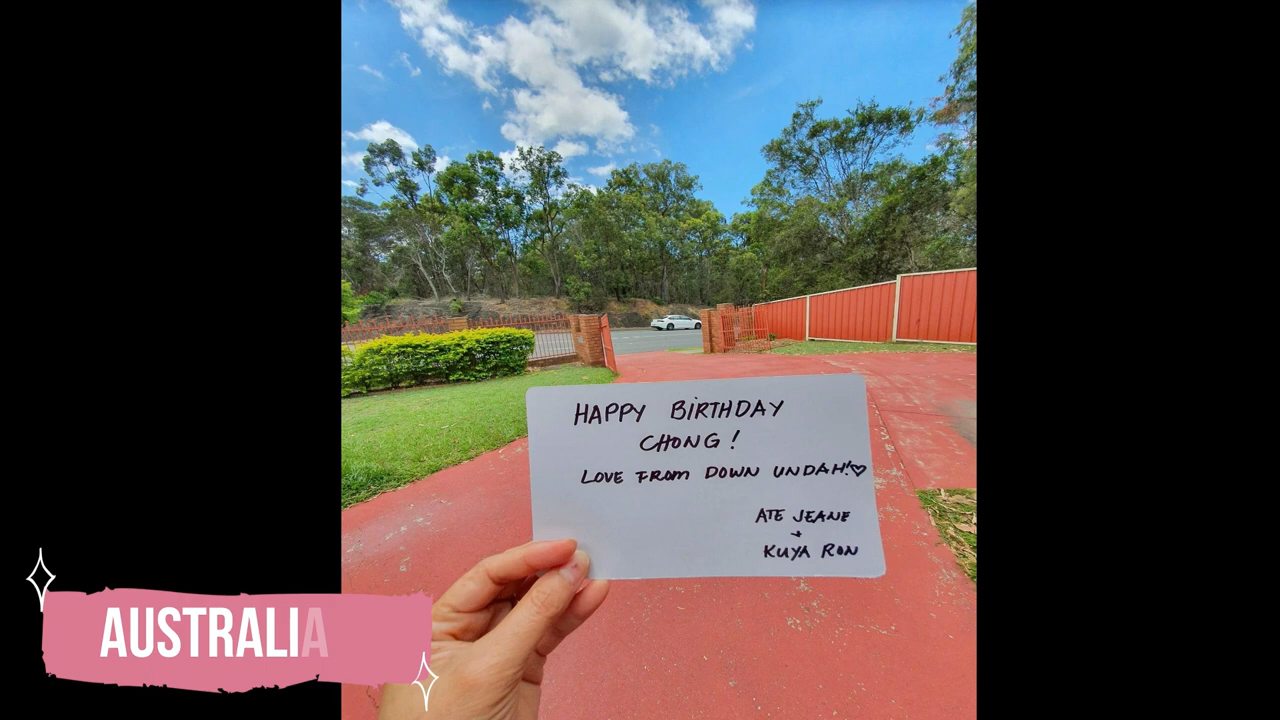 HAPPY BIRTHDAY
CHONG!
LOVE FROM DOWN UNDAH!♡
ATE JEANE
+
KUYA RON
AUSTRALIA